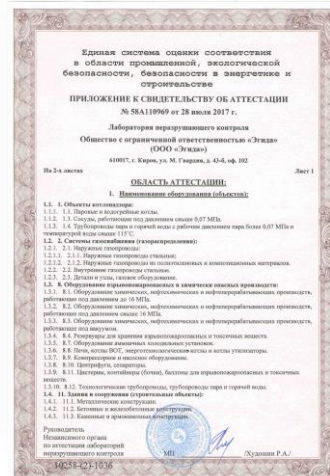 Единая система оценки соответствия
в области промышленной, экологической
безопасности, безопасности в энергетике и
строительстве
ПРИЛОЖЕНИЕ К СВИДЕТЕЛЬСТВУ ОБ АТТЕСТАЦИИ
№ 58А110969 от 28 июля 2017 г.
Лаборатория неразрушающего контроля
Общество с ограниченной ответственностью «Эгида»
(ООО «Эгида»)
610017, г. Киров, ул. М. Гвардии, д. 43-б, оф. 102
На 2-х листах Лист 1
ОБЛАСТЬ АТТЕСТАЦИИ:
1. Наименование оборудования (объектов):
1.1. 1. Объекты котлонадзора:
1.1.1. 1.1. Паровые и водогрейные котлы.
1.1.2. 1.3. Сосуды, работающие под давлением свыше 0,07 МПа.
1.1.3. 1.4. Трубопроводы пара и горячей воды с рабочим давлением пара более 0,07 МПа и
температурой воды свыше 115°С.
1.2. 2. Системы газоснабжения (газораспределения):
1.2.1. 2.1. Наружные газопроводы:
1.2.1.1. 2.1.1. Наружные газопроводы стальные;
1.2.1.2. 2.1.2. Наружные газопроводы из полиэтиленовых и композиционных материалов.
1.2.2. 2.2. Внутренние газопроводы стальные.
1.2.3. 2.3. Детали и узлы, газовое оборудование.
1.3. 8. Оборудование взрывопожароопасных и химически опасных производств:
1.3.1. 8.1. Оборудование химических, нефтехимических и нефтеперерабатывающих производств,
работающее под давлением до 16 МПа.
1.3.2. 8.2. Оборудование химических, нефтехимических и нефтеперерабатывающих производств,
работающее под давлением свыше 16 МПа.
1.3.3. 8.3. Оборудование химических, нефтехимических и нефтеперерабатывающих производств,
работающее под вакуумом.
1.3.4. 8.4. Резервуары для хранения взрывопожароопасных и токсичных веществ.
1.3.5. 8.7. Оборудование аммиачных холодильных установок.
1.3.6. 8.8. Печи, котлы ВОТ, энерготехнологические котлы и котлы утилизаторы.
1.3.7. 8.9. Компрессорное и насосное оборудование.
1.3.8. 8.10. Центрифуги, сепараторы.
1.3.9. 8.11. Цистерны, контейнеры (бочки), баллоны для взрывопожароопасных и токсичных
веществ.
1.3.10. 8.12. Технологические трубопроводы, трубопроводы пара и горячей воды.
1.4. 11. Здания и сооружения (строительные объекты):
1.4.1. 11.1. Металлические конструкции.
1.4.2. 11.2. Бетонные и железобетонные конструкции.
1.4.3. 11.3. Каменные и армокаменные конструкции.
Руководитель
Независимого органа
по аттестации лабораторий
неразрушающего контроля МП /Худошин Р.А./